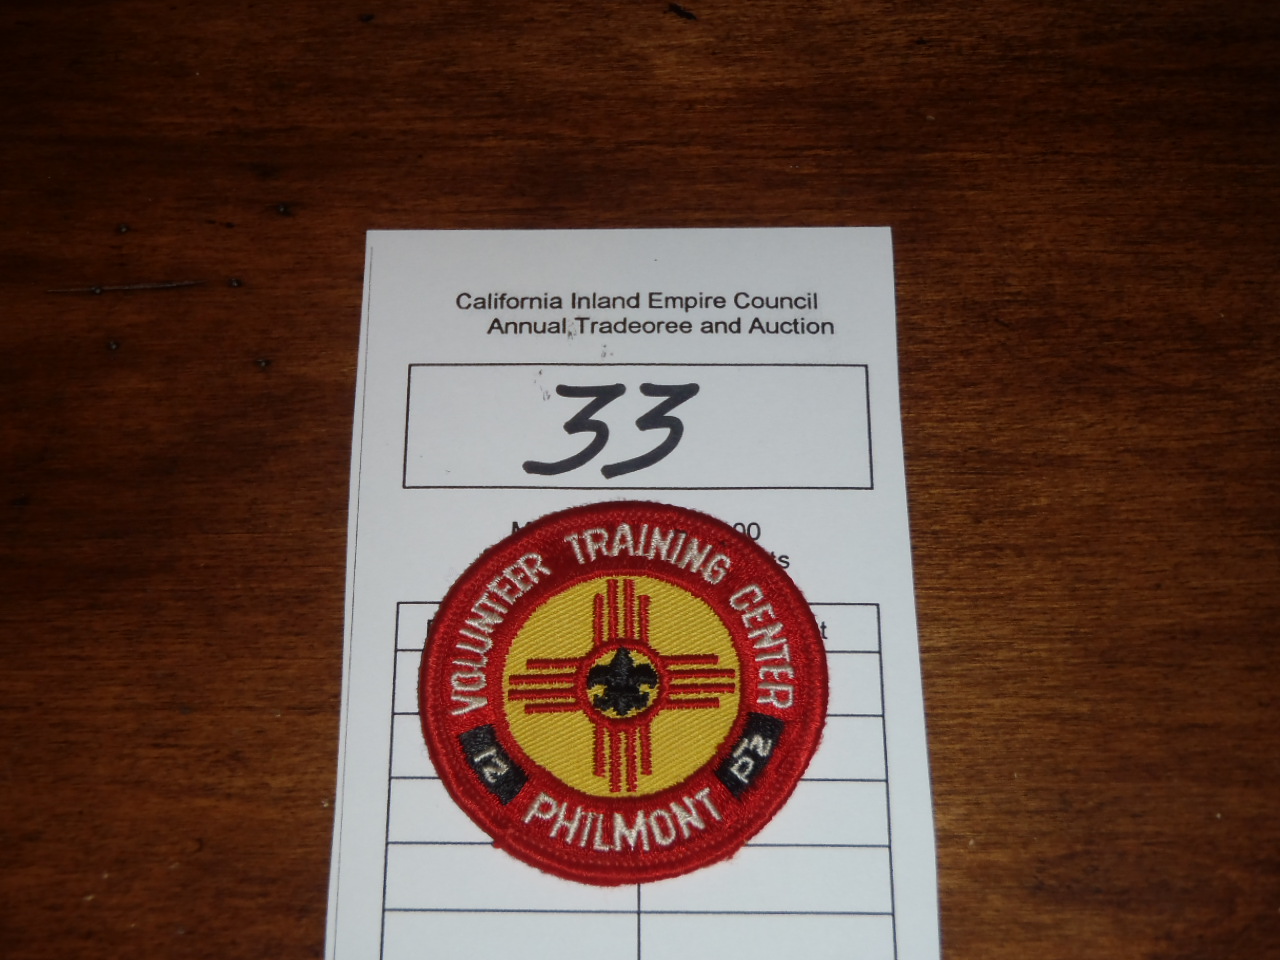 California Inland Empire Council
Annual Tradeoree and Auction
33
VOLUNTEER TRAINING CENTER
PHILMONT